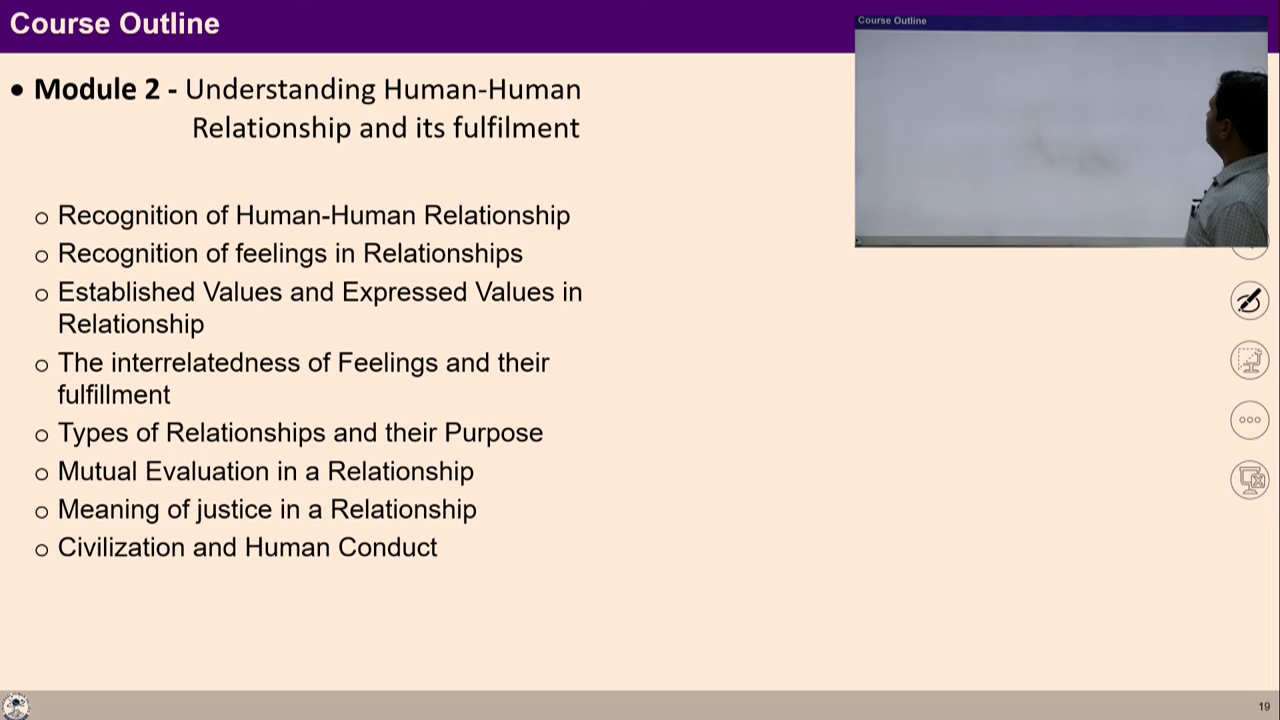 Course Outline
Course Outline
• Module 2 - Understanding Human-Human
Relationship and its fulfilment
o Recognition of Human-Human Relationship
o Recognition of feelings in Relationships
o Established Values and Expressed Values in
Relationship
o The interrelatedness of Feelings and their
fulfillment
o Types of Relationships and their Purpose
o Mutual Evaluation in a Relationship
o Meaning of justice in a Relationship
o Civilization and Human Conduct
19